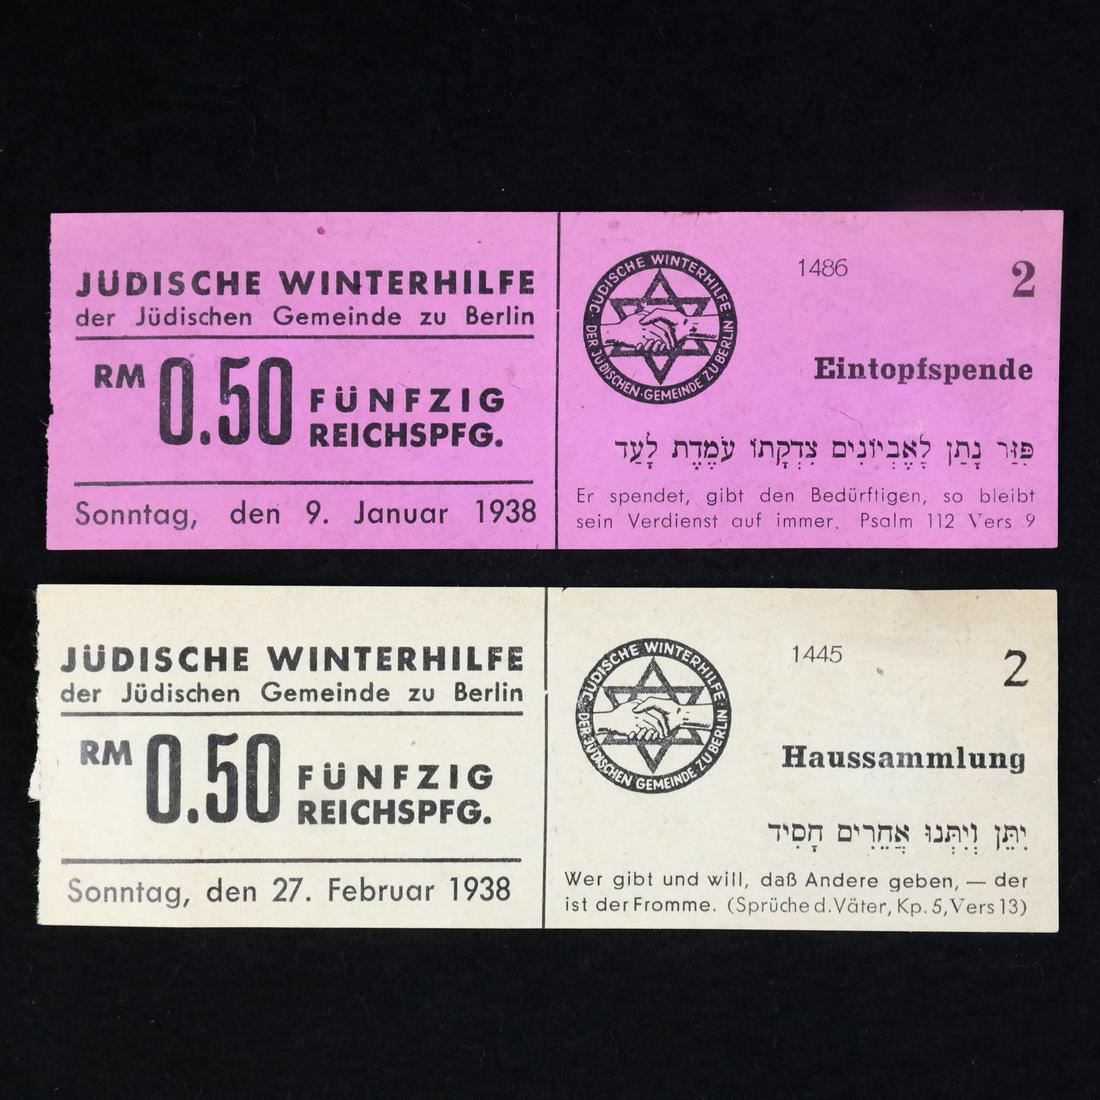 JÜDISCHE WINTERHILFE
der Jüdischen Gemeinde zu Berlin
RM 0.50 FÜNFZIG
REICHSPFG.
Sonntag, den 9. Januar 1938
JÜDISCHE WINTERHILFE · DER JÜDISCHEN · GEMEINDE ZU BERLIN ·
1486
2
Eintopfspende
פִּזַּר נָתַן לָאֶבְיוֹנִים צִדְקָתוֹ עֹמֶדֶת לָעַד
Er spendet, gibt den Bedürftigen, so bleibt
sein Verdienst auf immer. Psalm 112 Vers 9
JÜDISCHE WINTERHILFE
der Jüdischen Gemeinde zu Berlin
RM 0.50 FÜNFZIG
REICHSPFG.
Sonntag, den 27. Februar 1938
JÜDISCHE WINTERHILFE · DER JÜDISCHEN GEMEINDE ZU BERLIN ·
1445
2
Haussammlung
יִתֵּן וְיִתְּנוּ אֲחֵרִים חָסִיד
Wer gibt und will, daß Andere geben, — der
ist der Fromme. (Sprüche d. Väter, Kp. 5, Vers 13)